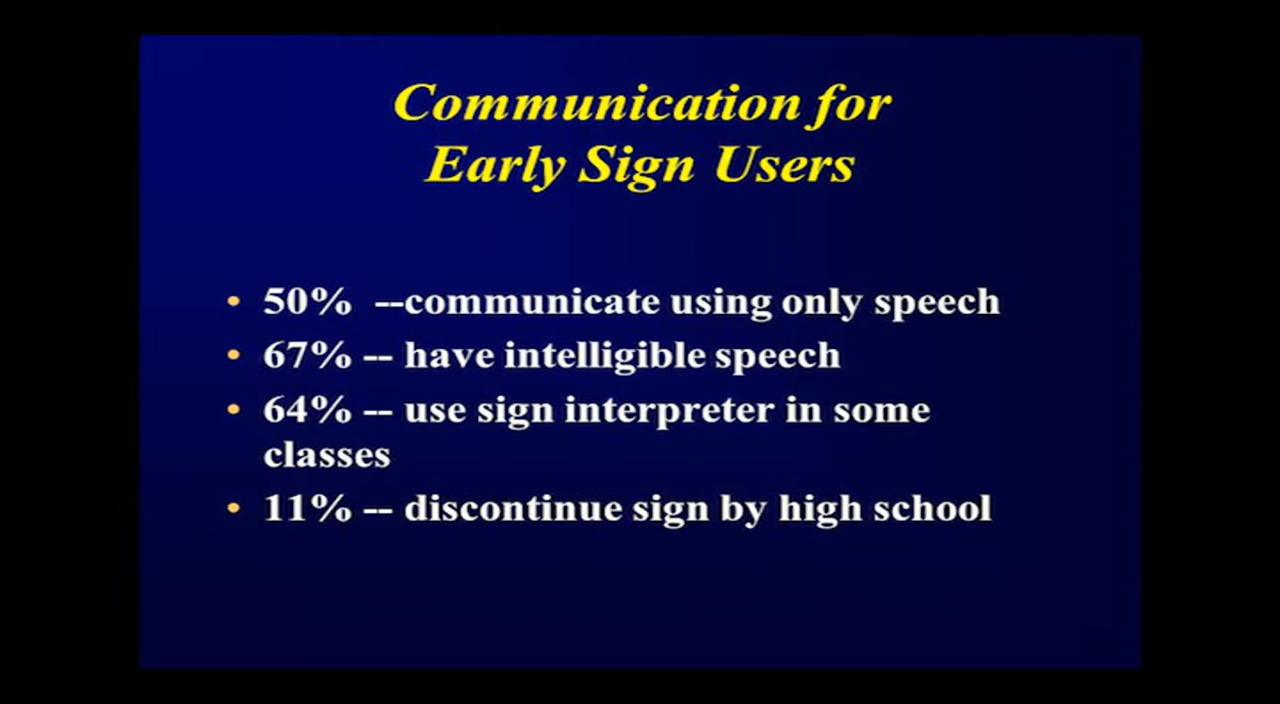 Communication for
Early Sign Users
• 50%  --communicate using only speech
• 67% -- have intelligible speech
• 64% -- use sign interpreter in some
classes
• 11% -- discontinue sign by high school